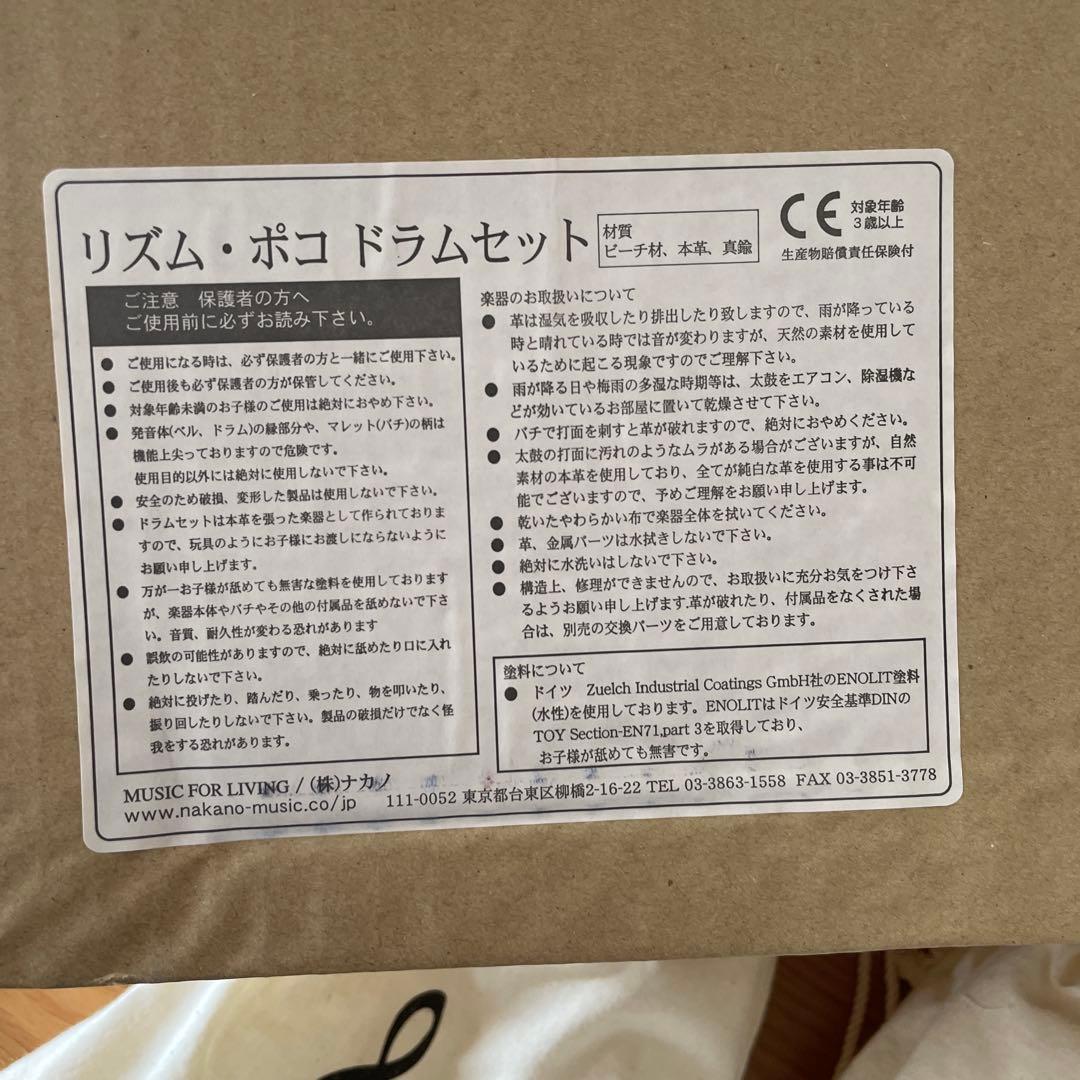 リズム・ポコ ドラムセット
材質
ビーチ材、本革、真鍮
CE
対象年齢
3歳以上
生産物賠償責任保険付
ご注意 保護者の方へ
ご使用前に必ずお読み下さい。
● ご使用になる時は、必ず保護者の方と一緒にご使用下さい。
● ご使用後も必ず保護者の方が保管してください。
● 対象年齢未満のお子様のご使用は絶対におやめ下さい。
● 発音体(ベル、ドラム)の縁部分や、マレット(バチ)の柄は
機能上尖っておりますので危険です。
使用目的以外には絶対に使用しないで下さい。
● 安全のため破損、変形した製品は使用しないで下さい。
● ドラムセットは本革を張った楽器として作られておりま
すので、玩具のようにお子様にお渡しにならないように
お願い申し上げます。
● 万が一お子様が舐めても無害な塗料を使用しております
が、楽器本体やバチやその他の付属品を舐めないで下さ
い。音質、耐久性が変わる恐れがあります
● 誤飲の可能性がありますので、絶対に舐めたり口に入れ
たりしないで下さい。
● 絶対に投げたり、踏んだり、乗ったり、物を叩いたり、
振り回したりしないで下さい。製品の破損だけでなく怪
我をする恐れがあります。
楽器のお取扱いについて
● 革は湿気を吸収したり排出したり致しますので、雨が降っている
時と晴れている時では音が変わりますが、天然の素材を使用して
いるために起こる現象ですのでご理解下さい。
● 雨が降る日や梅雨の多湿な時期等は、太鼓をエアコン、除湿機な
どが効いているお部屋に置いて乾燥させて下さい。
● バチで打面を刺すと革が破れますので、絶対におやめください。
● 太鼓の打面に汚れのようなムラがある場合がございますが、自然
素材の本革を使用しており、全てが純白な革を使用する事は不可
能でございますので、予めご理解をお願い申し上げます。
● 乾いたやわらかい布で楽器全体を拭いてください。
● 革、金属パーツは水拭きしないで下さい。
● 絶対に水洗いはしないで下さい。
● 構造上、修理ができませんので、お取扱いに充分お気をつけ下さ
るようお願い申し上げます.革が破れたり、付属品をなくされた場
合は、別売の交換パーツをご用意しております。
塗料について
● ドイツ Zuelch Industrial Coatings GmbH社のENOLIT塗料
(水性)を使用しております。ENOLITはドイツ安全基準DINの
TOY Section-EN71,part 3を取得しており、
お子様が舐めても無害です。
MUSIC FOR LIVING / (株)ナカノ
www.nakano-music.co/jp 111-0052 東京都台東区柳橋2-16-22 TEL 03-3863-1558 FAX 03-3851-3778